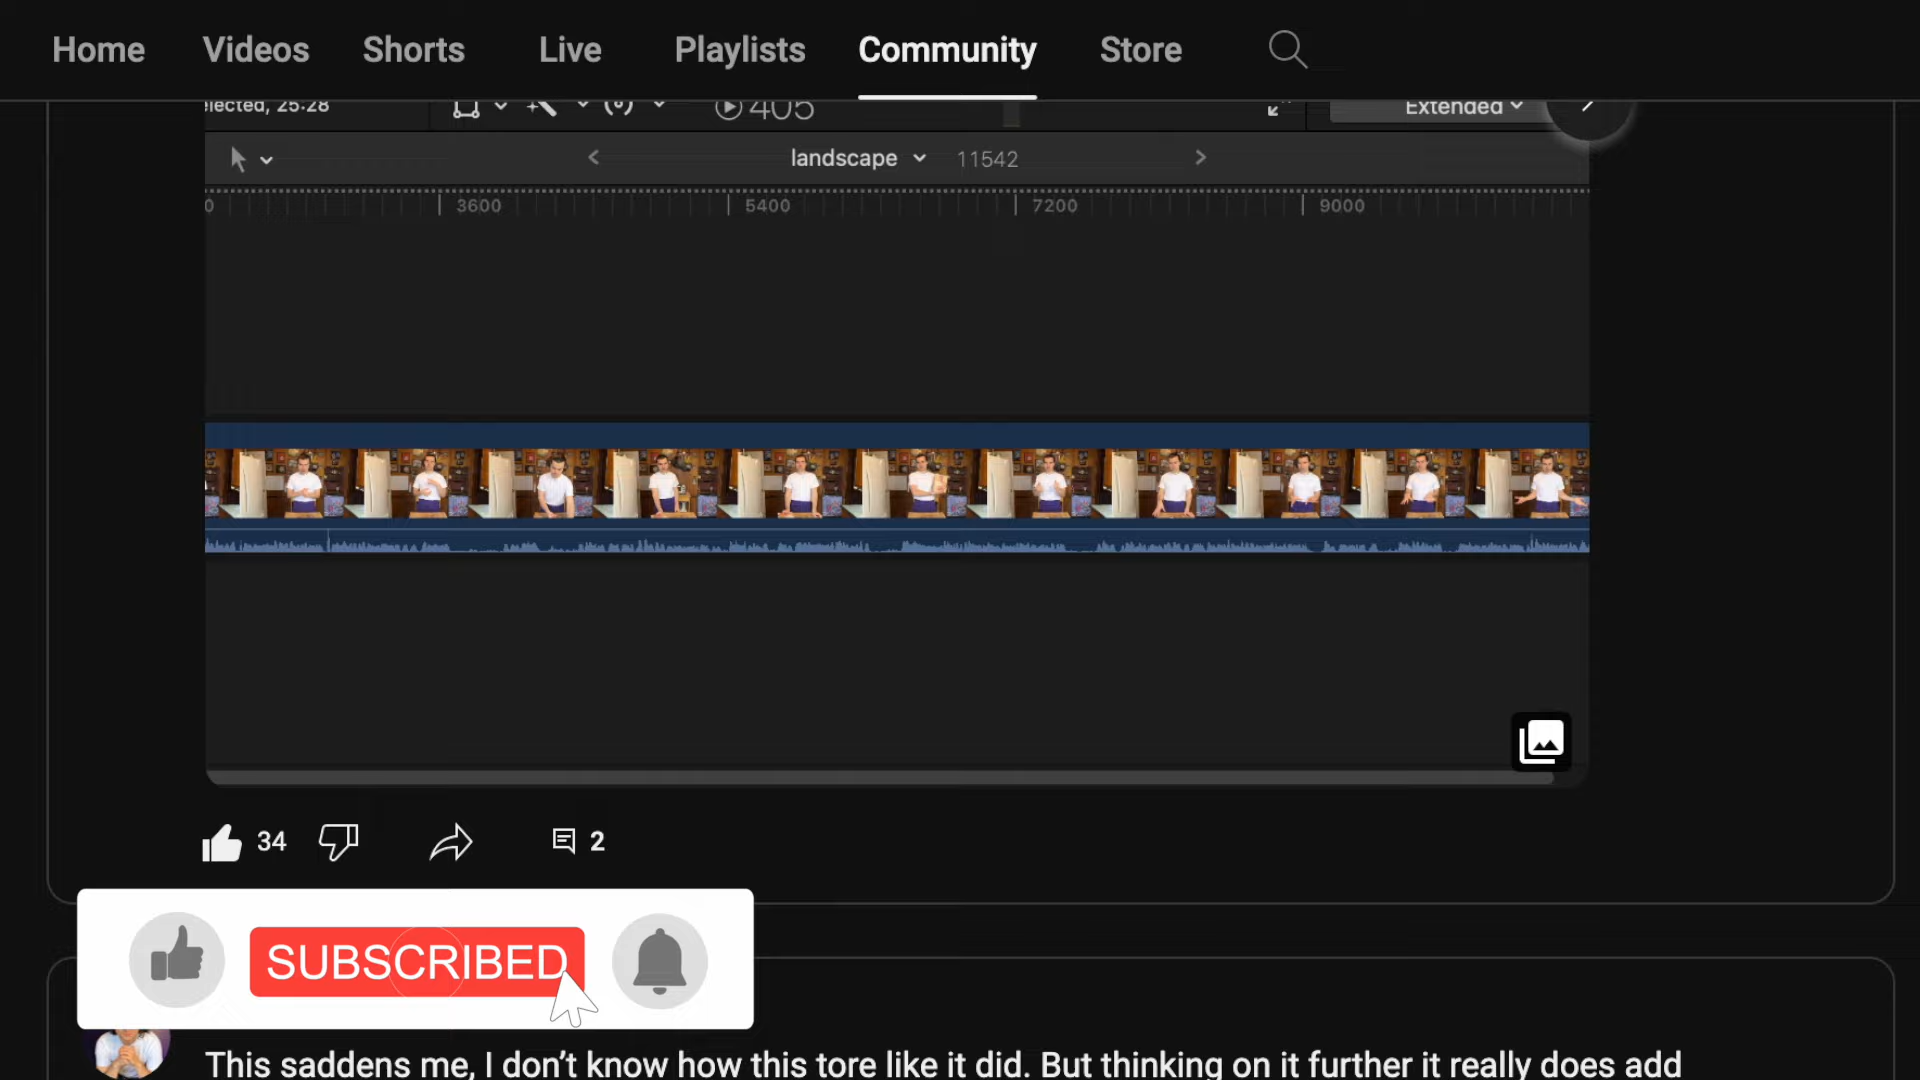 Home Videos Shorts Live Playlists Community Store
lected, 25:28 405 Extended
landscape 11542
0 3600 5400 7200 9000
34 2
SUBSCRIBED
This saddens me, I don't know how this tore like it did. But thinking on it further it really does add